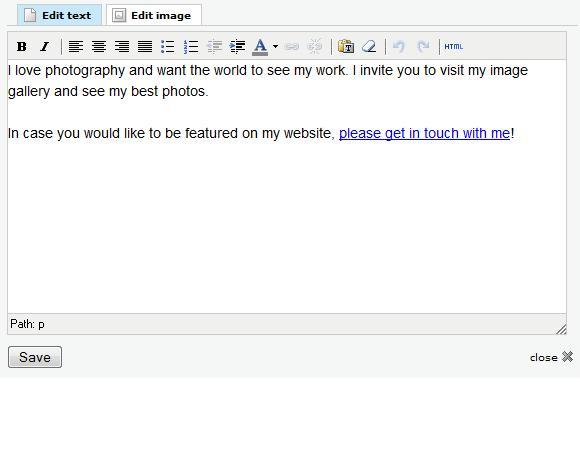 Edit text Edit image
B I A HTML
I love photography and want the world to see my work. I invite you to visit my image
gallery and see my best photos.
In case you would like to be featured on my website, please get in touch with me!
Path: p
Save close